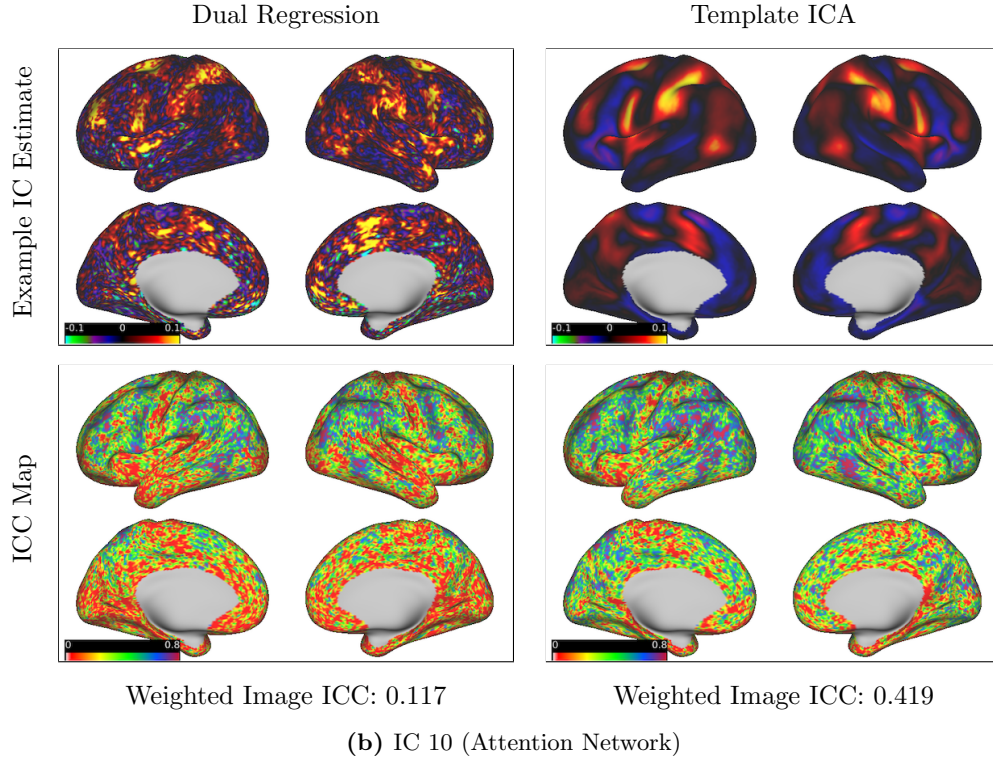 Dual Regression
Template ICA
Example IC Estimate
-0.1 0 0.1
-0.1 0 0.1
ICC Map
0 0.8
0 0.8
Weighted Image ICC: 0.117
Weighted Image ICC: 0.419
(b) IC 10 (Attention Network)